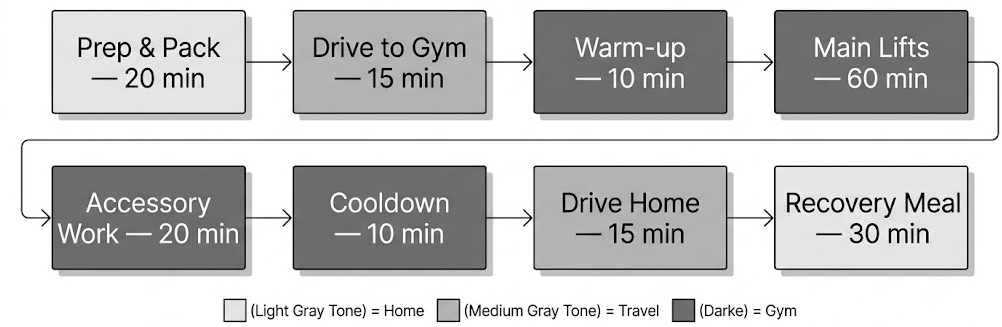 Prep & Pack
— 20 min
Drive to Gym
— 15 min
Warm-up
— 10 min
Main Lifts
— 60 min
Accessory
Work — 20 min
Cooldown
— 10 min
Drive Home
— 15 min
Recovery Meal
— 30 min
(Light Gray Tone) = Home
(Medium Gray Tone) = Travel
(Darke) = Gym